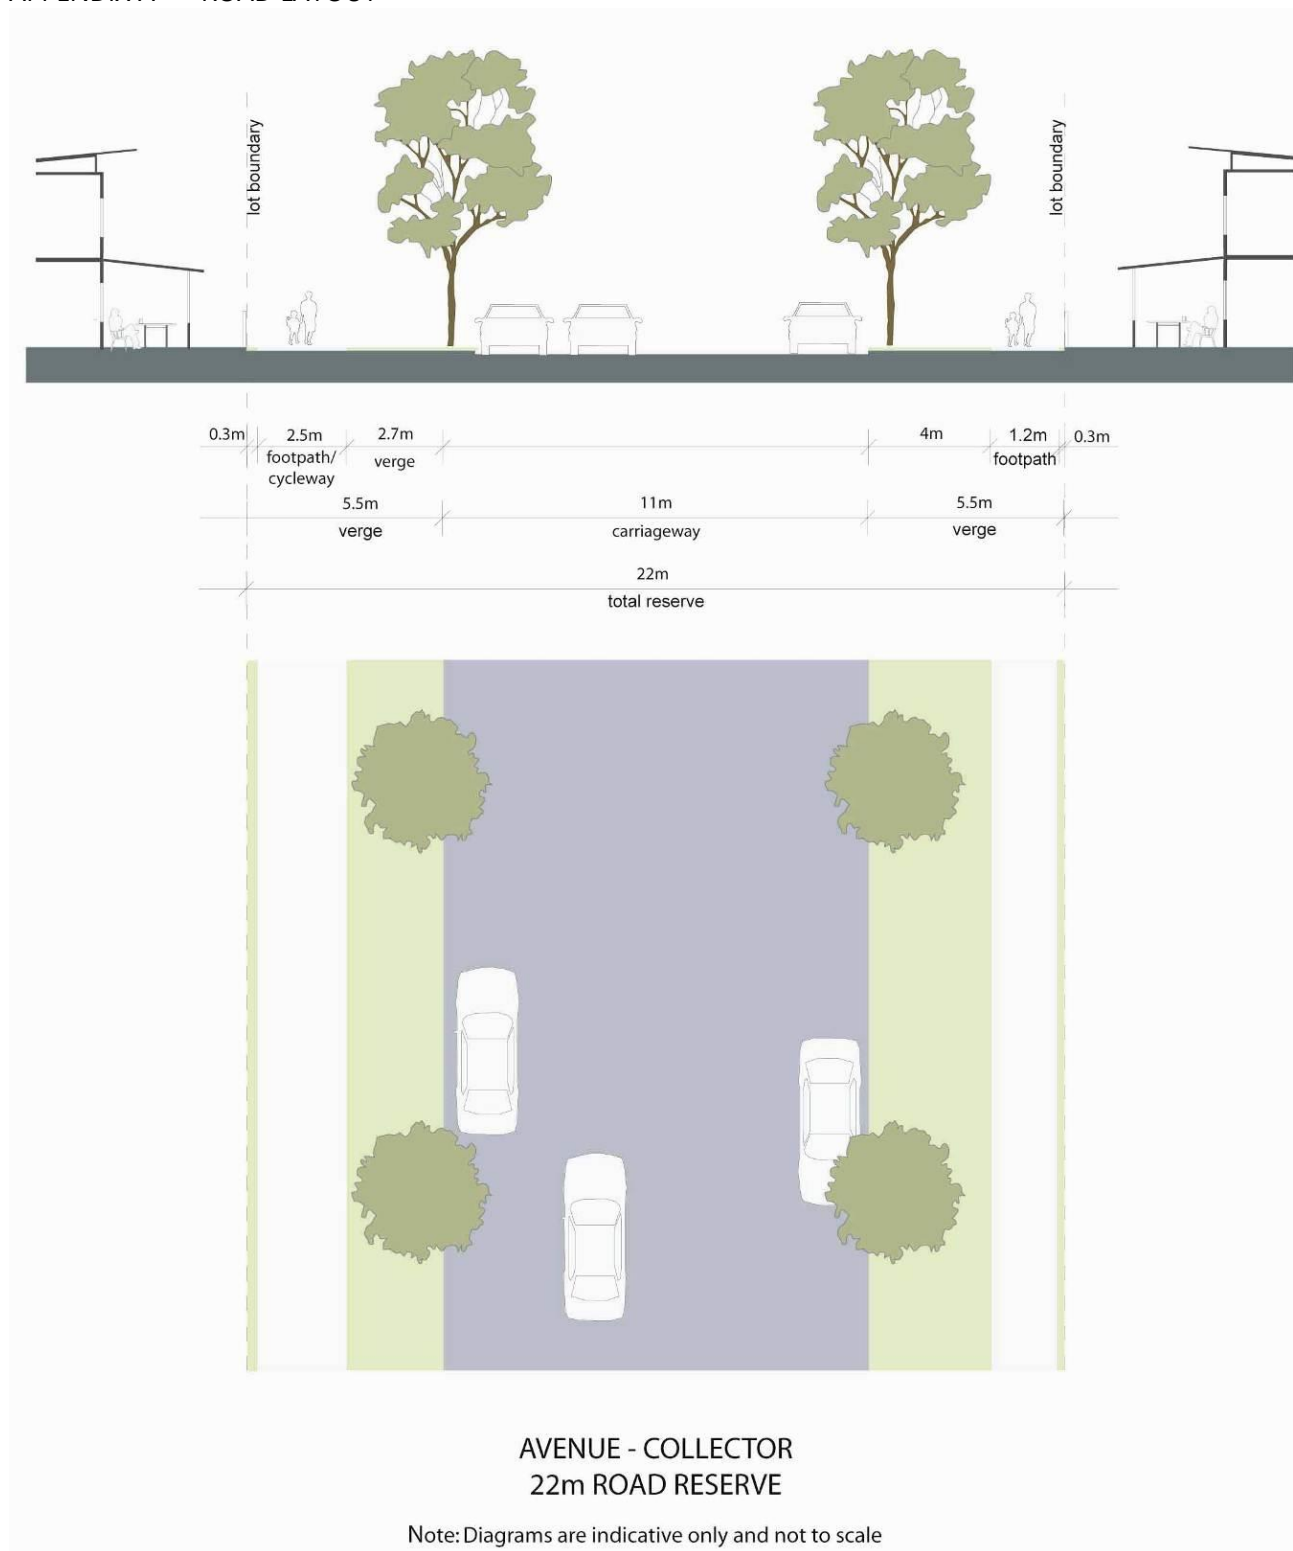 lot boundary
lot boundary
0.3m
2.5m
footpath/
cycleway
2.7m
verge
4m
1.2m
footpath
0.3m
5.5m
verge
11m
carriageway
5.5m
verge
22m
total reserve
AVENUE - COLLECTOR
22m ROAD RESERVE
Note: Diagrams are indicative only and not to scale